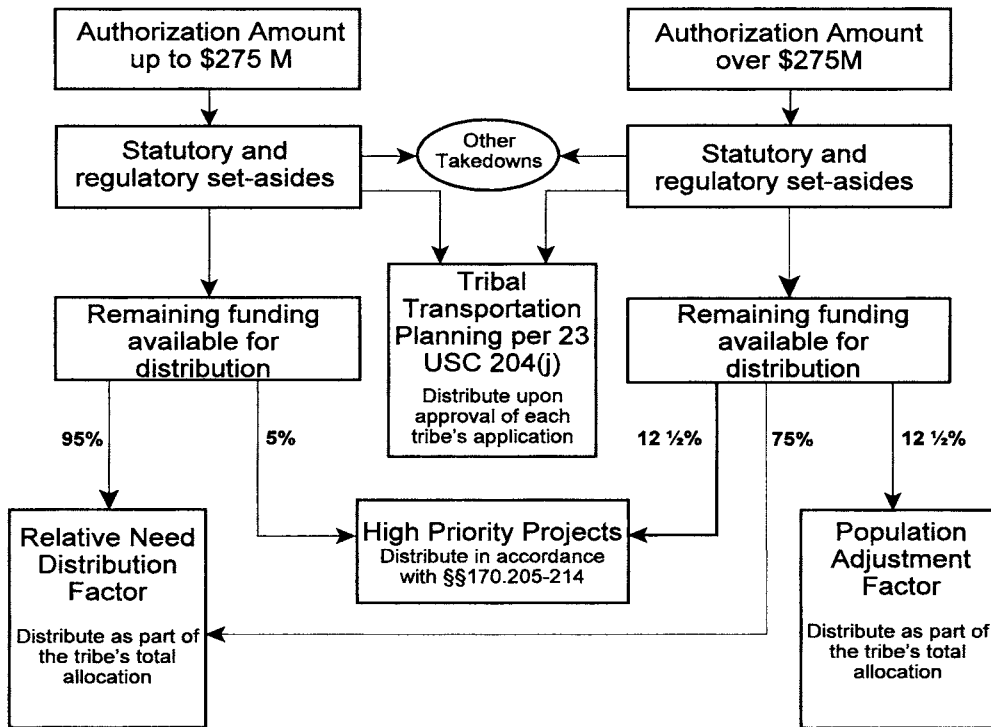 Authorization Amount
up to $275 M
Authorization Amount
over $275M
Statutory and
regulatory set-asides
Other
Takedowns
Statutory and
regulatory set-asides
Tribal
Transportation
Planning per 23
USC 204(j)
Distribute upon
approval of each
tribe's application
Remaining funding
available for
distribution
Remaining funding
available for
distribution
95%
5%
12 ½%
75%
12 ½%
Relative Need
Distribution
Factor
Distribute as part of
the tribe's total
allocation
High Priority Projects
Distribute in accordance
with §§170.205-214
Population
Adjustment
Factor
Distribute as part of
the tribe's total
allocation